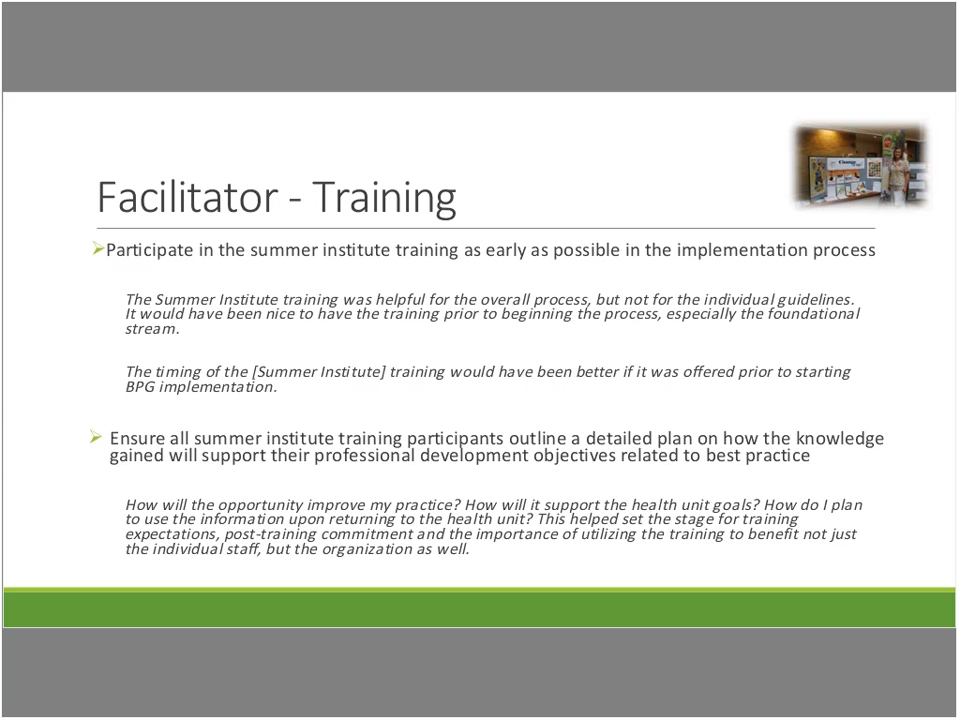 Facilitator - Training
➢Participate in the summer institute training as early as possible in the implementation process
The Summer Institute training was helpful for the overall process, but not for the individual guidelines.
It would have been nice to have the training prior to beginning the process, especially the foundational
stream.
The timing of the [Summer Institute] training would have been better if it was offered prior to starting
BPG implementation.
➢ Ensure all summer institute training participants outline a detailed plan on how the knowledge
gained will support their professional development objectives related to best practice
How will the opportunity improve my practice? How will it support the health unit goals? How do I plan
to use the information upon returning to the health unit? This helped set the stage for training
expectations, post-training commitment and the importance of utilizing the training to benefit not just
the individual staff, but the organization as well.